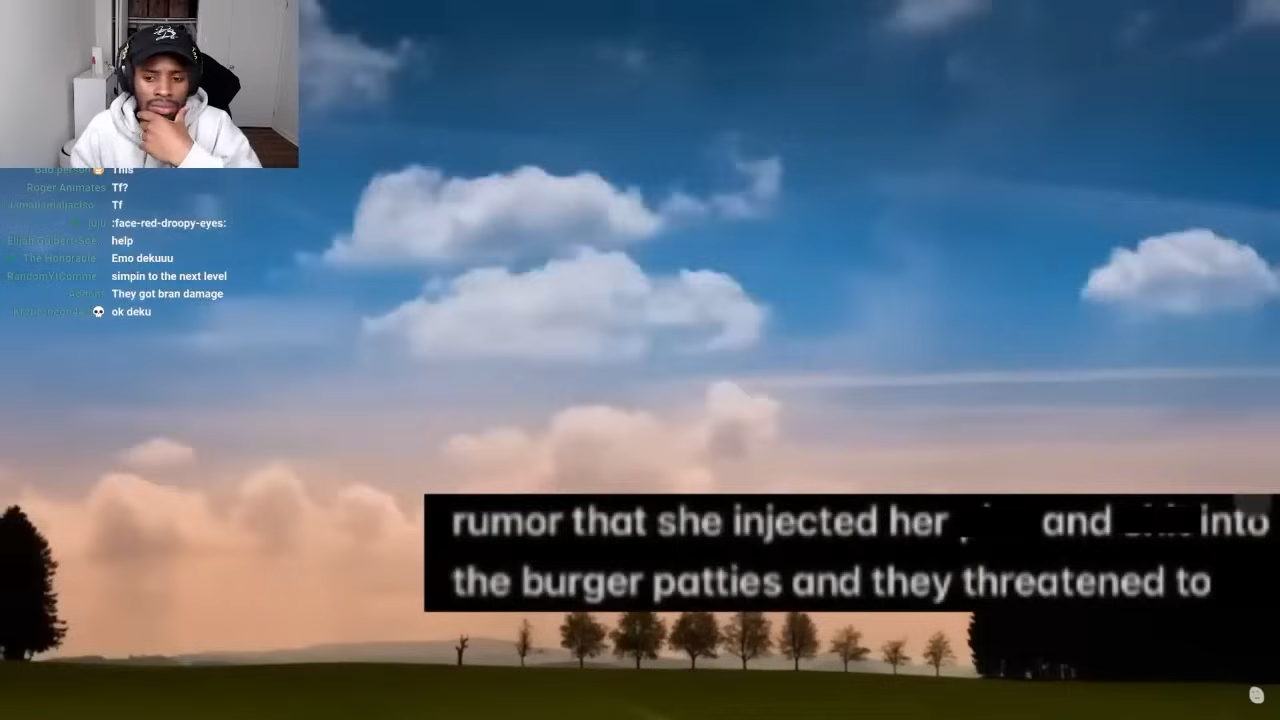 This
Roger Animates Tf?
Tf
juju :face-red-droopy-eyes:
help
The Honorable Emo dekuuu
simpin to the next level
They got bran damage
ok deku
rumor that she injected her and into
the burger patties and they threatened to